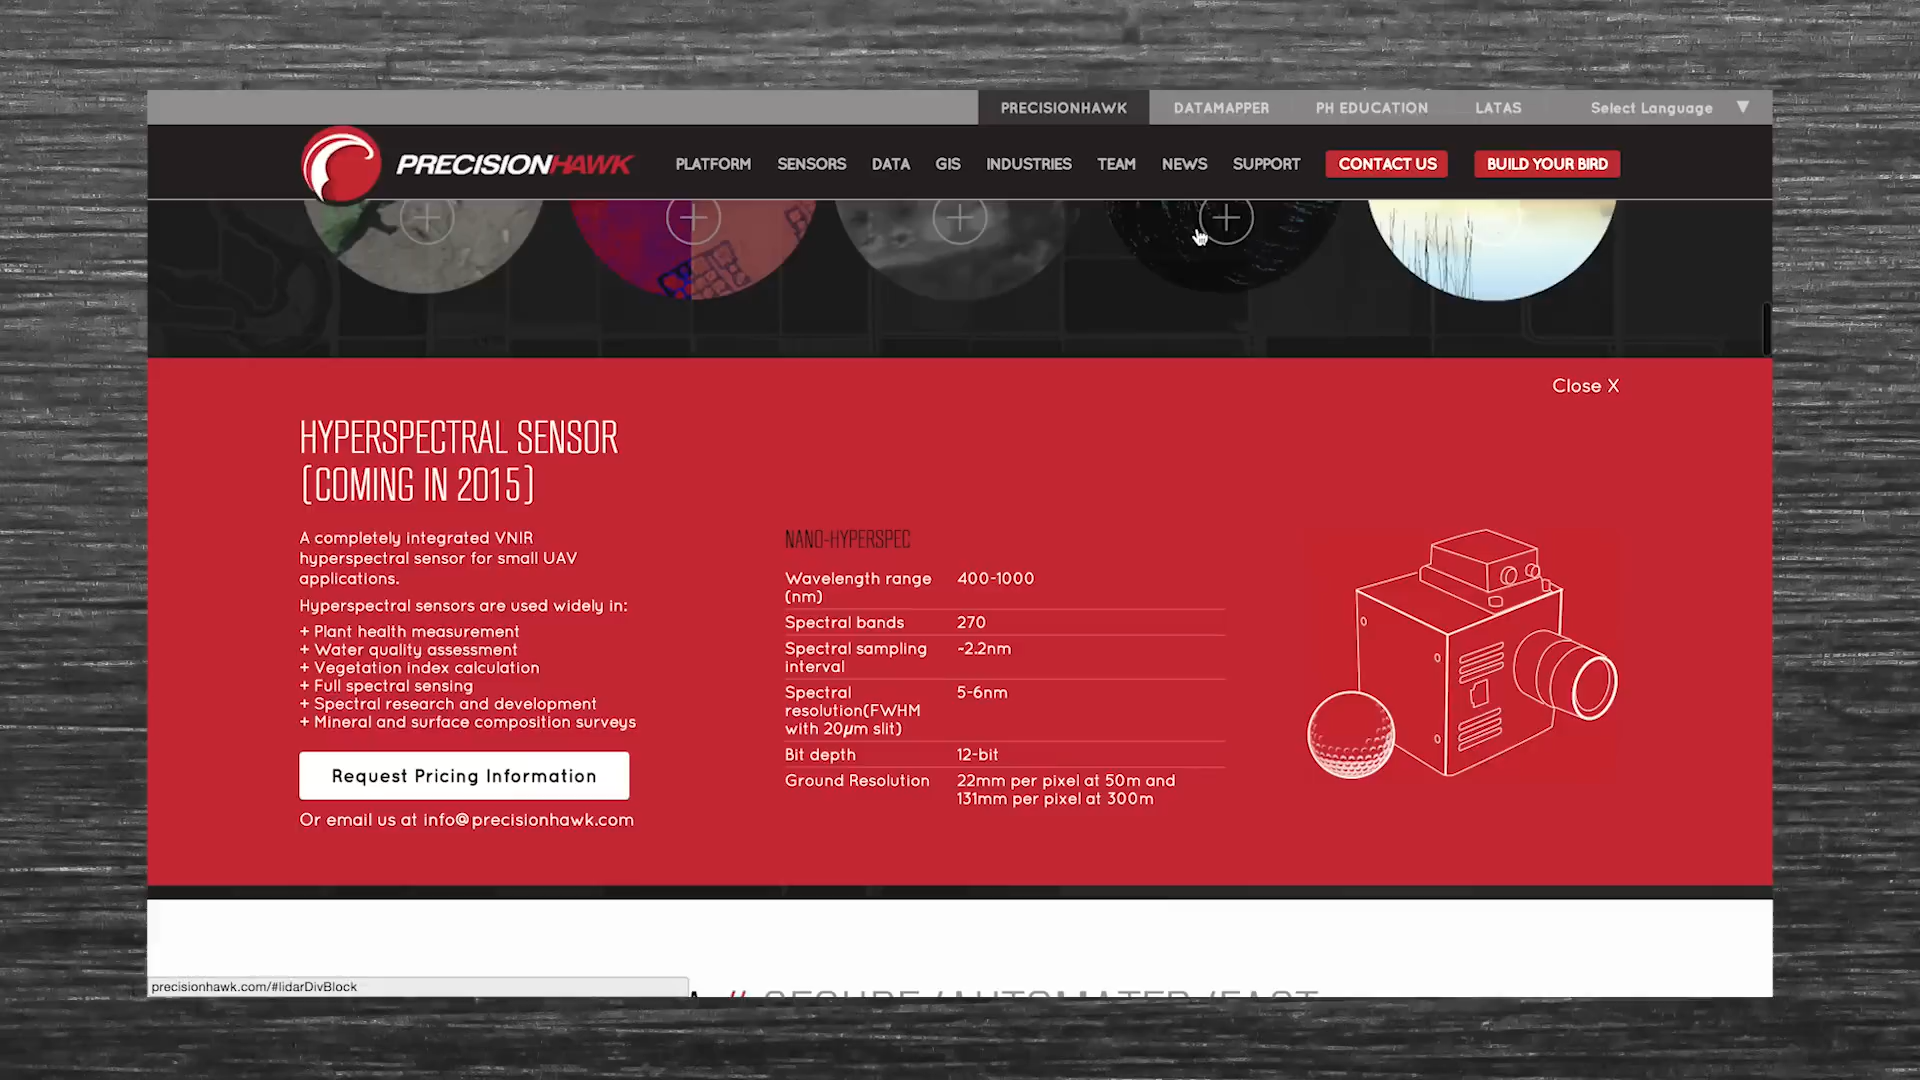 PRECISIONHAWK DATAMAPPER PH EDUCATION LATAS Select Language ▼
PRECISIONHAWK PLATFORM SENSORS DATA GIS INDUSTRIES TEAM NEWS SUPPORT CONTACT US BUILD YOUR BIRD
Close X
HYPERSPECTRAL SENSOR
(COMING IN 2015)
A completely integrated VNIR
hyperspectral sensor for small UAV
applications.
Hyperspectral sensors are used widely in:
+ Plant health measurement
+ Water quality assessment
+ Vegetation index calculation
+ Full spectral sensing
+ Spectral research and development
+ Mineral and surface composition surveys
Request Pricing Information
Or email us at info@precisionhawk.com
NANO-HYPERSPEC
Wavelength range 400-1000
(nm)
Spectral bands 270
Spectral sampling ~2.2nm
interval
Spectral 5-6nm
resolution(FWHM
with 20μm slit)
Bit depth 12-bit
Ground Resolution 22mm per pixel at 50m and
131mm per pixel at 300m
precisionhawk.com/#lidarDivBlock
// SECURE/AUTOMATED/FAST